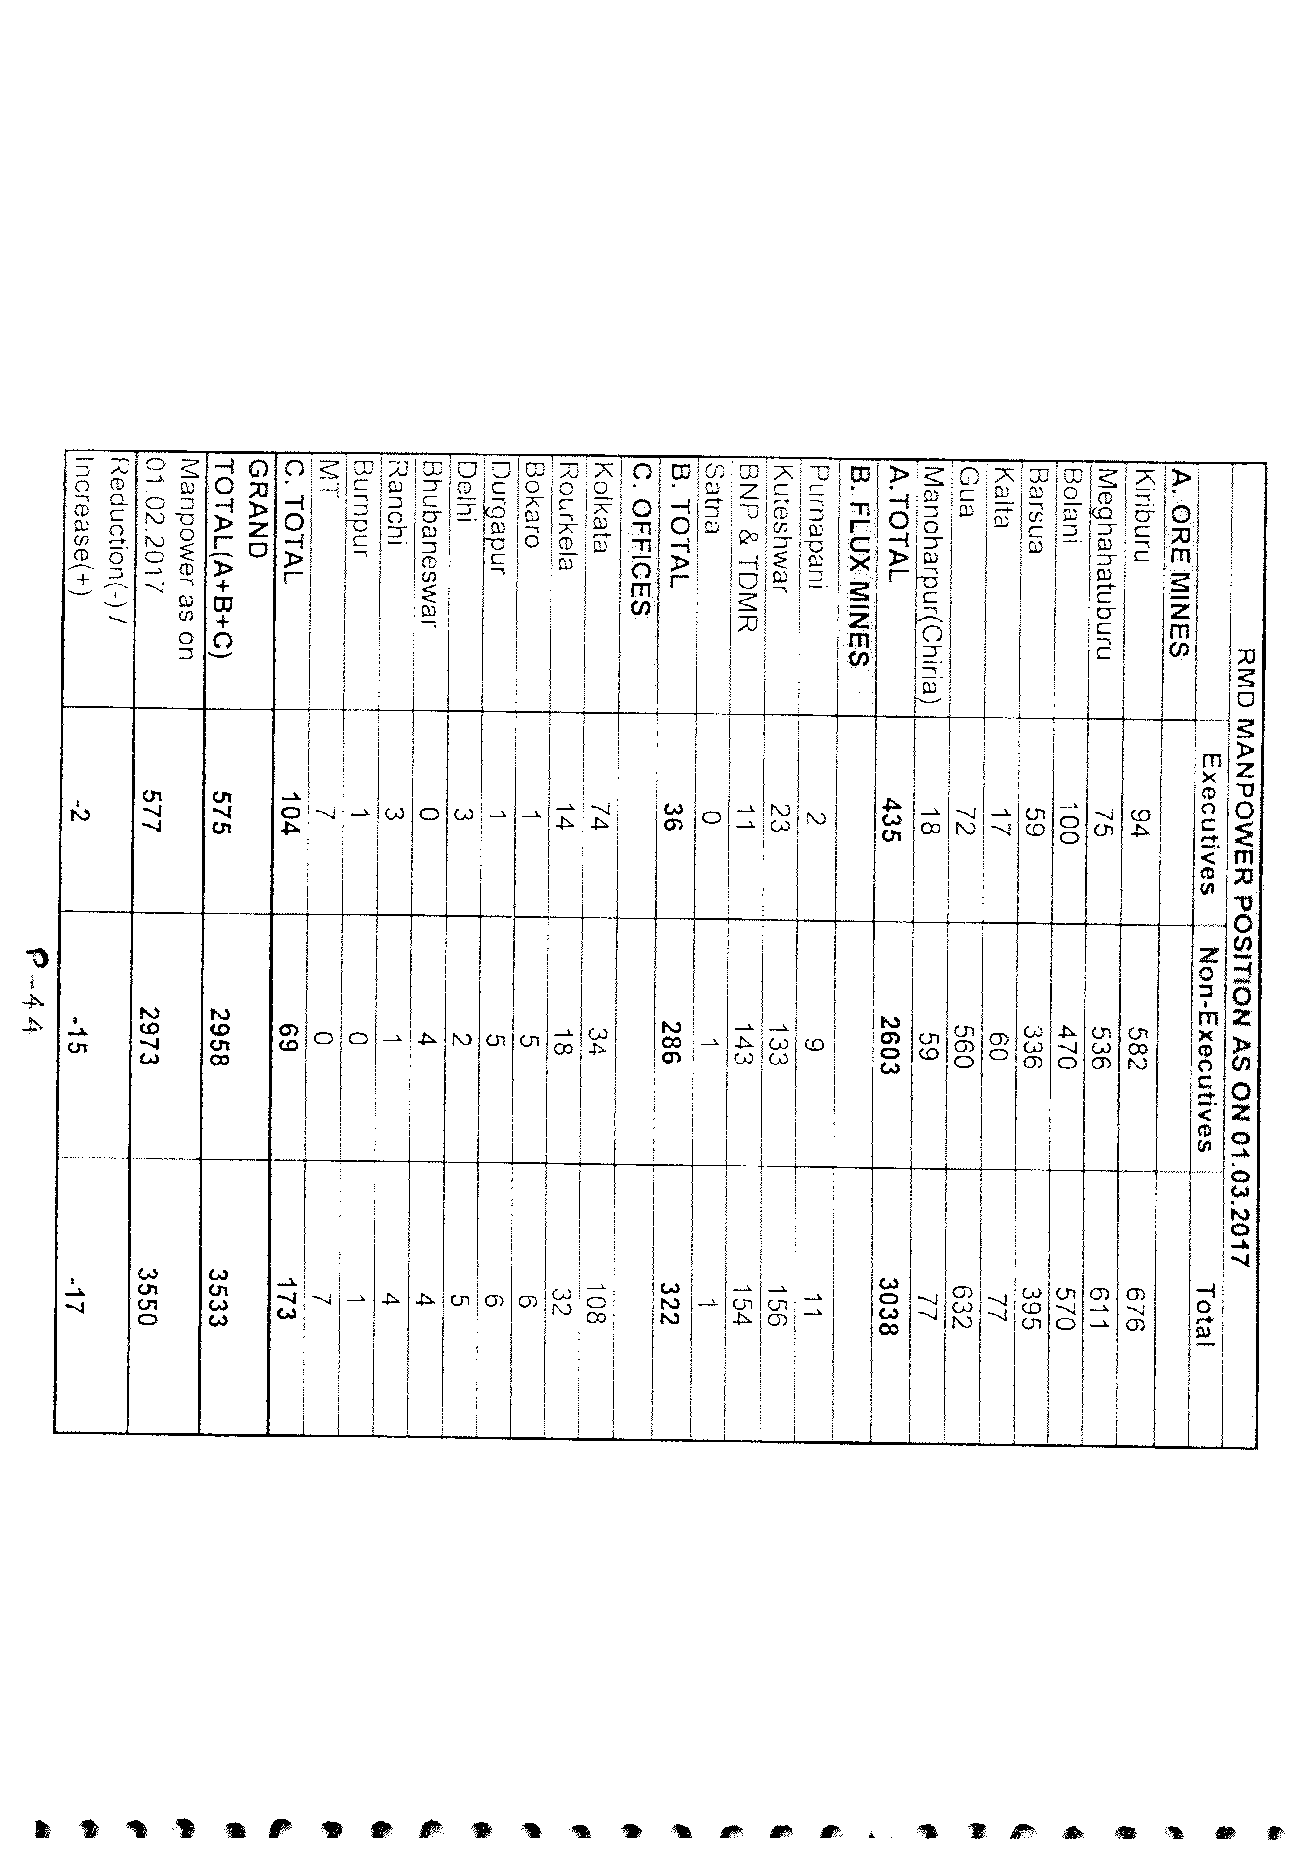 RMD MANPOWER POSITION AS ON 01.03.2017
Executives Non-Executives Total
A. ORE MINES
Kiriburu 94 582 676
Meghahatuburu 75 536 611
Bolani 100 470 570
Barsua 59 336 395
Kalta 17 60 77
Gua 72 560 632
Manoharpur(Chiria) 18 59 77
A.TOTAL 435 2603 3038
B. FLUX MINES
Purnapani 2 9 11
Kuteshwar 23 133 156
BNP & TDMR 11 143 154
Satna 0 1 1
B. TOTAL 36 286 322
C. OFFICES
Kolkata 74 34 108
Rourkela 14 18 32
Bokaro 1 5 6
Durgapur 1 5 6
Delhi 3 2 5
Bhubaneswar 0 4 4
Ranchi 3 1 4
Burnpur 1 0 1
MT 7 0 7
C. TOTAL 104 69 173
GRAND
TOTAL(A+B+C) 575 2958 3533
Manpower as on
01.02.2017 577 2973 3550
Reduction(-) /
Increase(+) -2 -15 -17
P-44